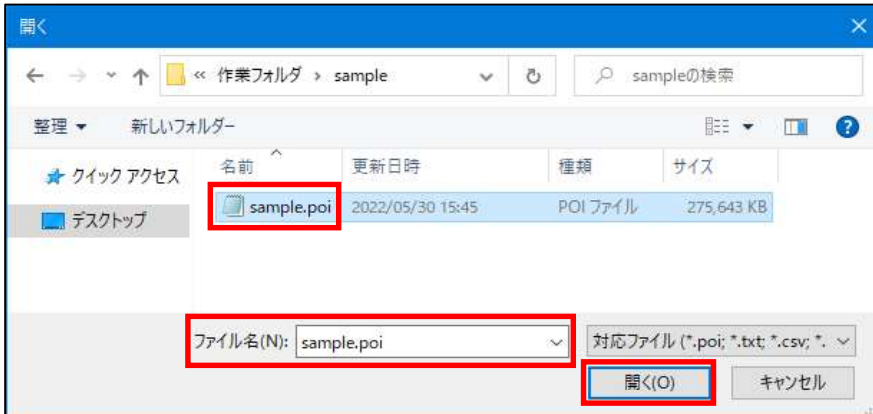 開く
« 作業フォルダ › sample
sampleの検索
整理
新しいフォルダー
名前 更新日時 種類 サイズ
クイック アクセス
sample.poi 2022/05/30 15:45 POI ファイル 275,643 KB
デスクトップ
ファイル名(N): sample.poi
対応ファイル (*.poi; *.txt; *.csv; *.
開く(O) キャンセル